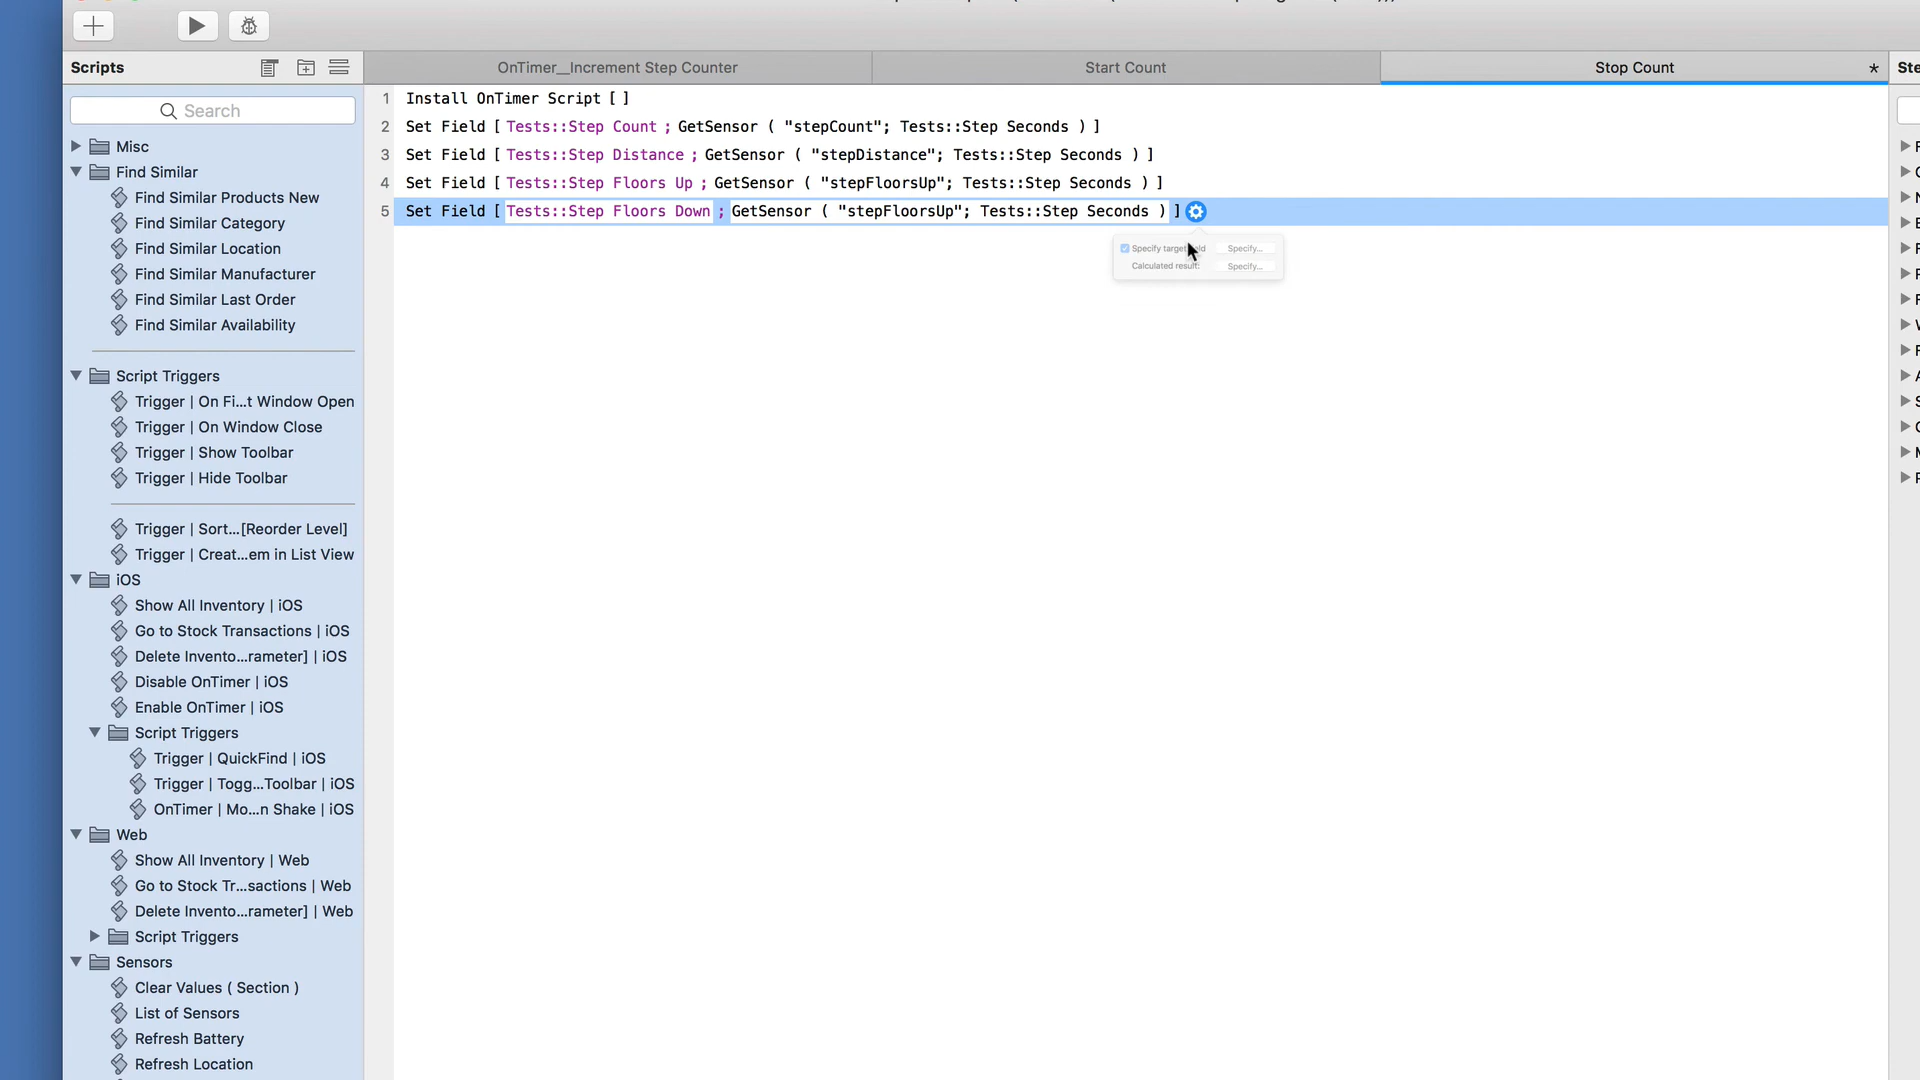 Scripts
Search
Misc
Find Similar
Find Similar Products New
Find Similar Category
Find Similar Location
Find Similar Manufacturer
Find Similar Last Order
Find Similar Availability
Script Triggers
Trigger | On Fi...t Window Open
Trigger | On Window Close
Trigger | Show Toolbar
Trigger | Hide Toolbar
Trigger | Sort...[Reorder Level]
Trigger | Creat...em in List View
iOS
Show All Inventory | iOS
Go to Stock Transactions | iOS
Delete Invento...rameter] | iOS
Disable OnTimer | iOS
Enable OnTimer | iOS
Script Triggers
Trigger | QuickFind | iOS
Trigger | Togg...Toolbar | iOS
OnTimer | Mo...n Shake | iOS
Web
Show All Inventory | Web
Go to Stock Tr...sactions | Web
Delete Invento...rameter] | Web
Script Triggers
Sensors
Clear Values ( Section )
List of Sensors
Refresh Battery
Refresh Location
OnTimer__Increment Step Counter
Start Count
Stop Count *
1 Install OnTimer Script [ ]
2 Set Field [ Tests::Step Count ; GetSensor ( "stepCount"; Tests::Step Seconds ) ]
3 Set Field [ Tests::Step Distance ; GetSensor ( "stepDistance"; Tests::Step Seconds ) ]
4 Set Field [ Tests::Step Floors Up ; GetSensor ( "stepFloorsUp"; Tests::Step Seconds ) ]
5 Set Field [ Tests::Step Floors Down ; GetSensor ( "stepFloorsUp"; Tests::Step Seconds ) ]
Specify target Specify...
Calculated result: Specify...